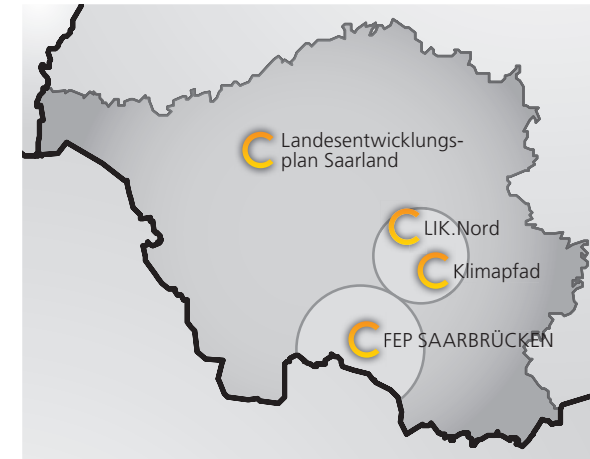 Landesentwicklungs-
plan Saarland
LIK.Nord
Klimapfad
FEP SAARBRÜCKEN